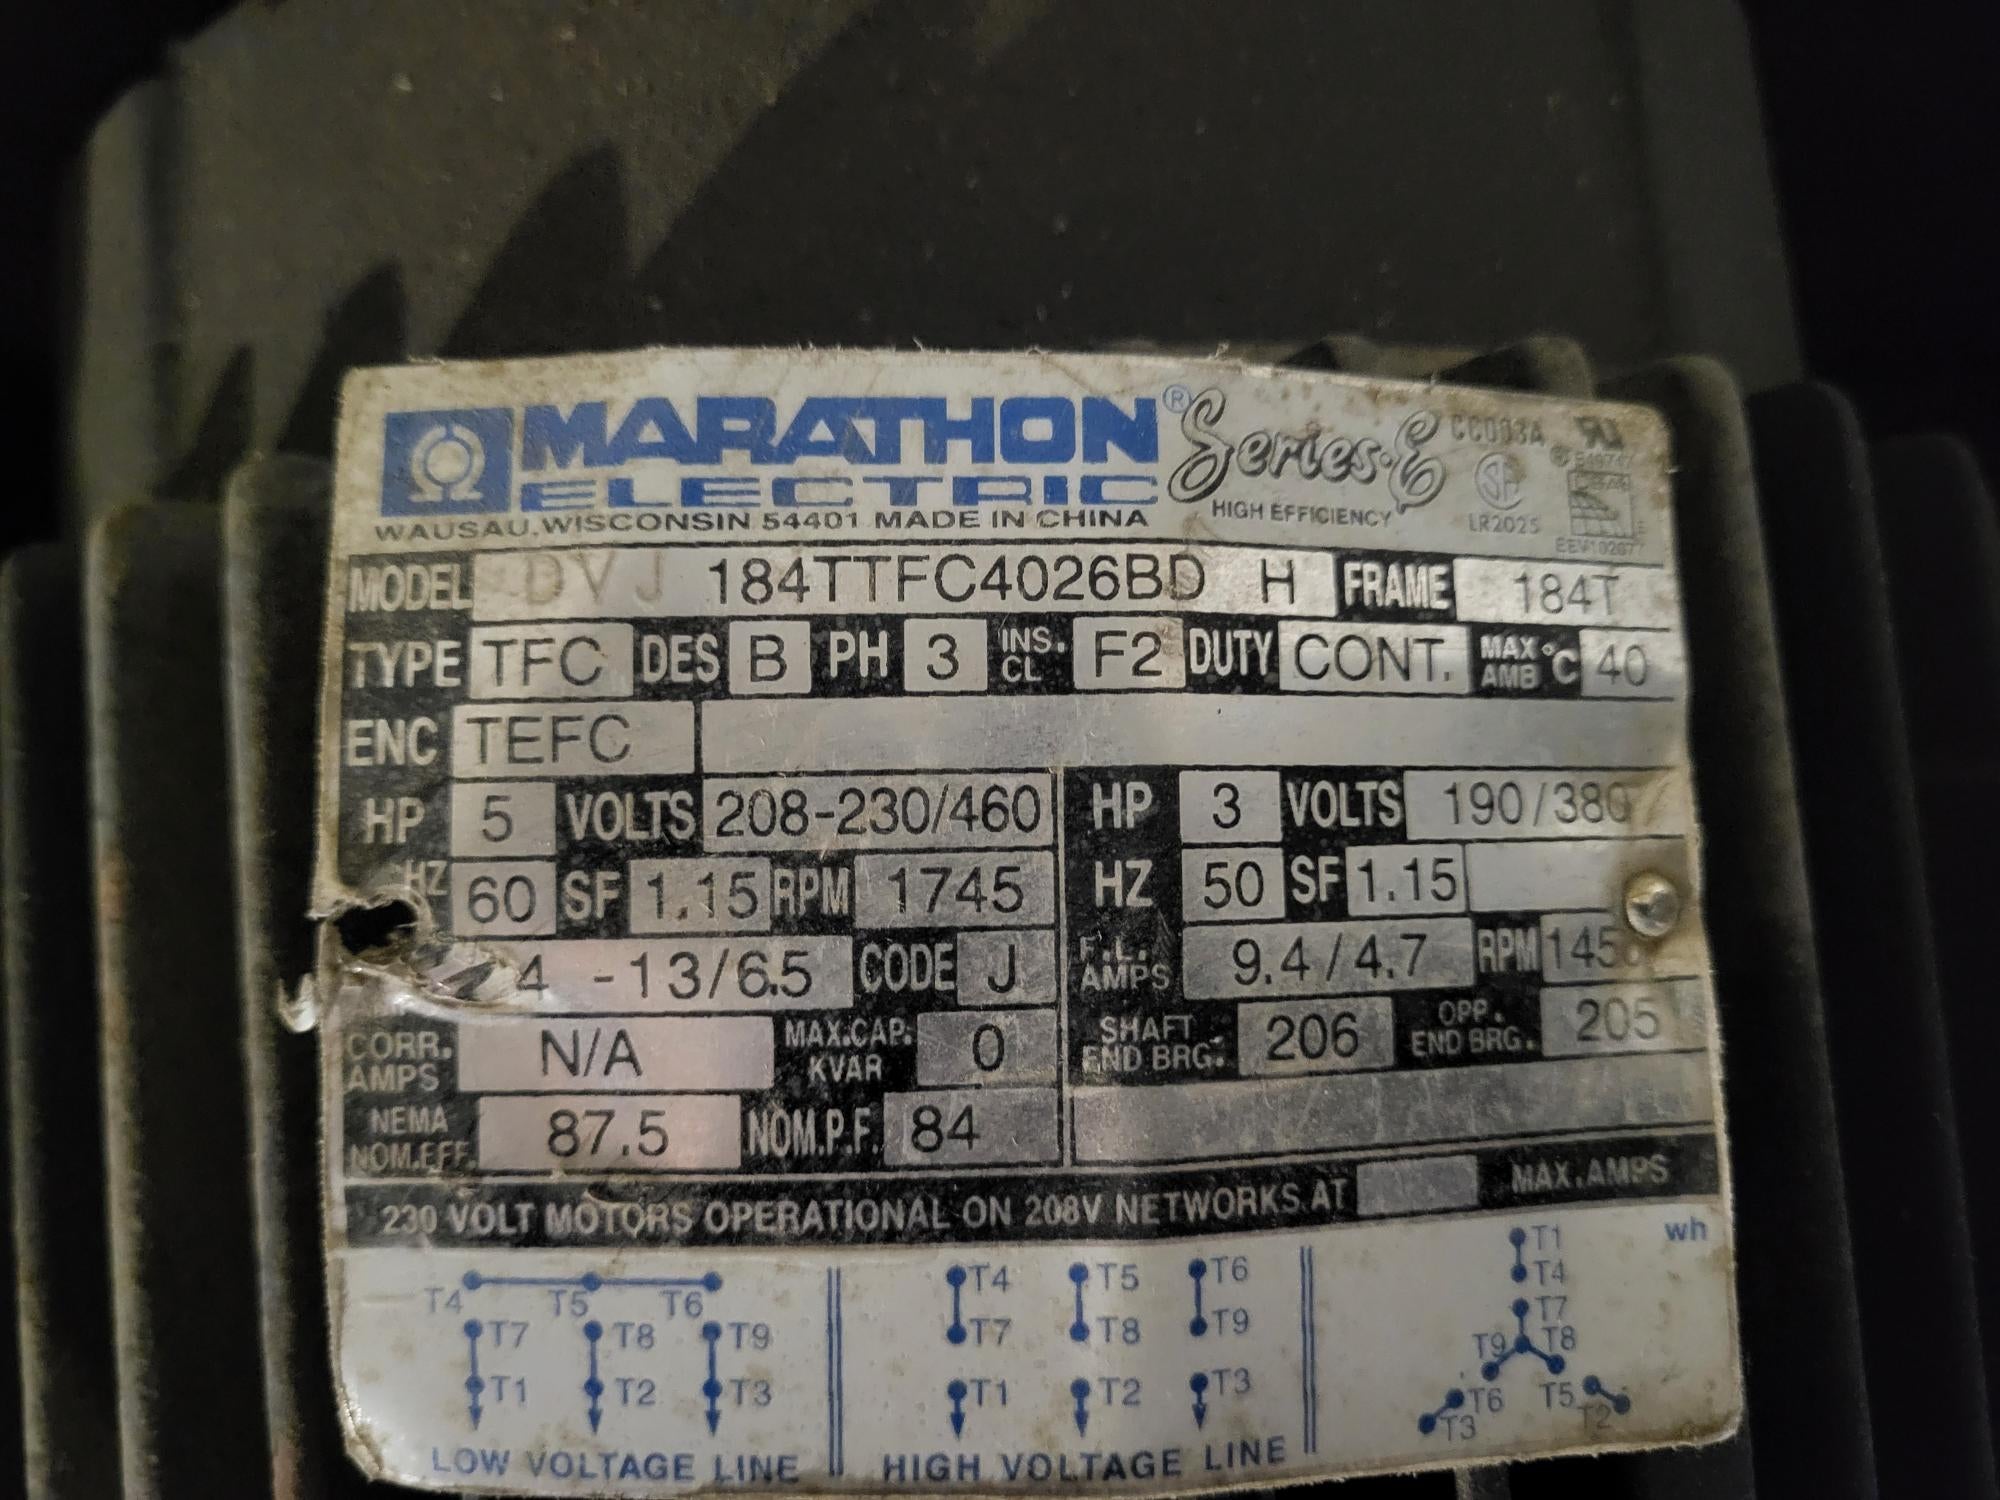 MARATHON® Series·E CC003A
ELECTRIC
HIGH EFFICIENCY LR2025
WAUSAU, WISCONSIN 54401 MADE IN CHINA
MODEL DVJ 184TTFC4026BD H FRAME 184T
TYPE TFC DES B PH 3 INS. CL F2 DUTY CONT. MAX AMB °C 40
ENC TEFC
HP 5 VOLTS 208-230/460 HP 3 VOLTS 190/380
HZ 60 SF 1.15 RPM 1745 HZ 50 SF 1.15
4 -13/6.5 CODE J F.L. AMPS 9.4/4.7 RPM
CORR. AMPS N/A MAX.CAP. KVAR 0 SHAFT END BRG. 206 OPP. END BRG. 205
NEMA NOM.EFF. 87.5 NOM.P.F. 84
230 VOLT MOTORS OPERATIONAL ON 208V NETWORKS AT MAX.AMPS
wh
T4 T5 T6
T7 T8 T9
T1 T2 T3
LOW VOLTAGE LINE
T4 T5 T6
T7 T8 T9
T1 T2 T3
HIGH VOLTAGE LINE
T1
T4
T7
T9 T8
T6 T5
T3 T2